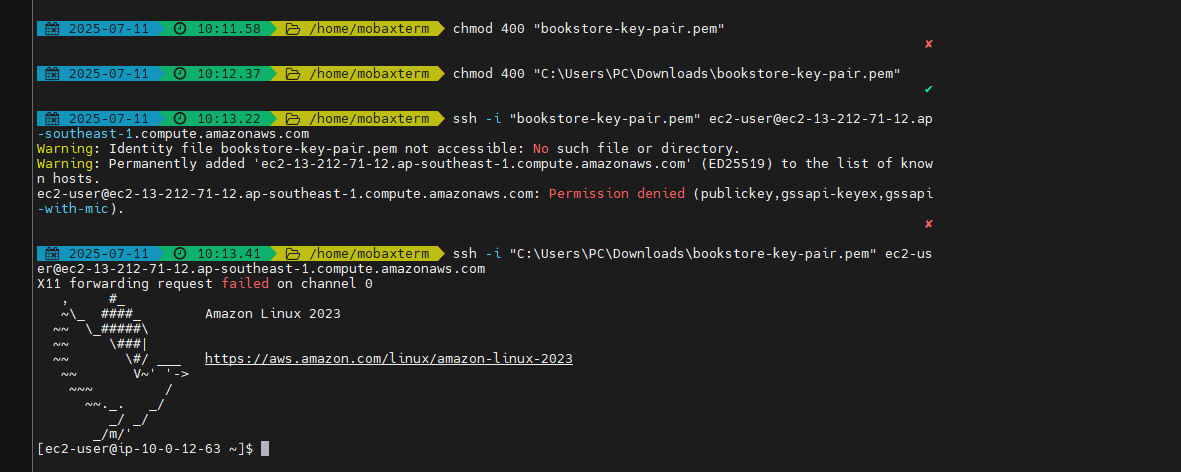 2025-07-11 10:11.58 /home/mobaxterm chmod 400 "bookstore-key-pair.pem"
✘
2025-07-11 10:12.37 /home/mobaxterm chmod 400 "C:\Users\PC\Downloads\bookstore-key-pair.pem"
✔
2025-07-11 10:13.22 /home/mobaxterm ssh -i "bookstore-key-pair.pem" ec2-user@ec2-13-212-71-12.ap
-southeast-1.compute.amazonaws.com
Warning: Identity file bookstore-key-pair.pem not accessible: No such file or directory.
Warning: Permanently added 'ec2-13-212-71-12.ap-southeast-1.compute.amazonaws.com' (ED25519) to the list of know
n hosts.
ec2-user@ec2-13-212-71-12.ap-southeast-1.compute.amazonaws.com: Permission denied (publickey,gssapi-keyex,gssapi
-with-mic).
✘
2025-07-11 10:13.41 /home/mobaxterm ssh -i "C:\Users\PC\Downloads\bookstore-key-pair.pem" ec2-us
er@ec2-13-212-71-12.ap-southeast-1.compute.amazonaws.com
X11 forwarding request failed on channel 0
   ,     #_
   ~\_  ####_        Amazon Linux 2023
  ~~  \_#####\
  ~~     \###|
  ~~       \#/ ___   https://aws.amazon.com/linux/amazon-linux-2023
   ~~       V~' '->
    ~~~         /
      ~~._.   _/
         _/ _/
       _/m/'
[ec2-user@ip-10-0-12-63 ~]$